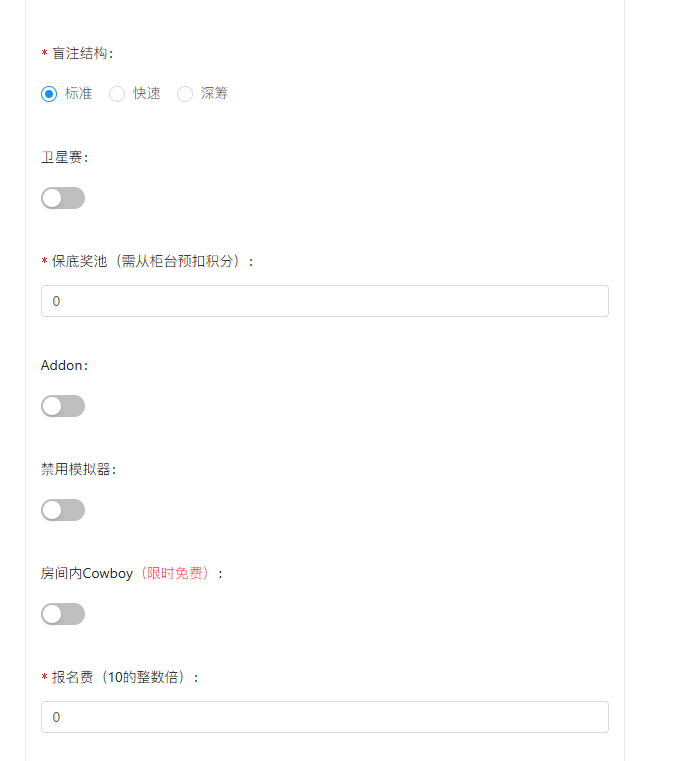 * 盲注结构：
标准 快速 深筹
卫星赛：
* 保底奖池（需从柜台预扣积分）：
0
Addon：
禁用模拟器：
房间内Cowboy（限时免费）：
* 报名费（10的整数倍）：
0